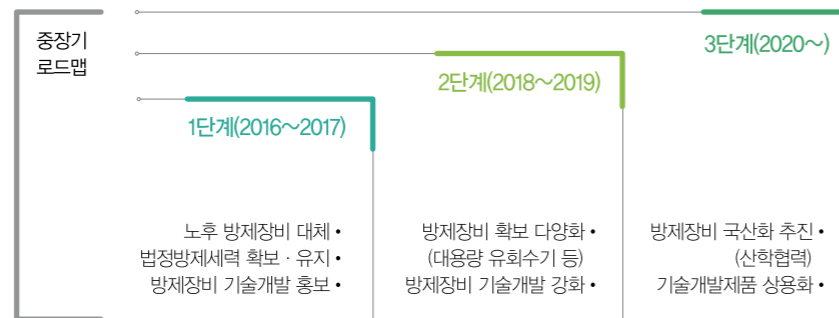 중장기
로드맵
1단계(2016~2017)
노후 방제장비 대체 •
법정방제세력 확보 · 유지 •
방제장비 기술개발 홍보 •
2단계(2018~2019)
방제장비 확보 다양화 •
(대용량 유회수기 등)
방제장비 기술개발 강화 •
3단계(2020~)
방제장비 국산화 추진 •
(산학협력)
기술개발제품 상용화 •